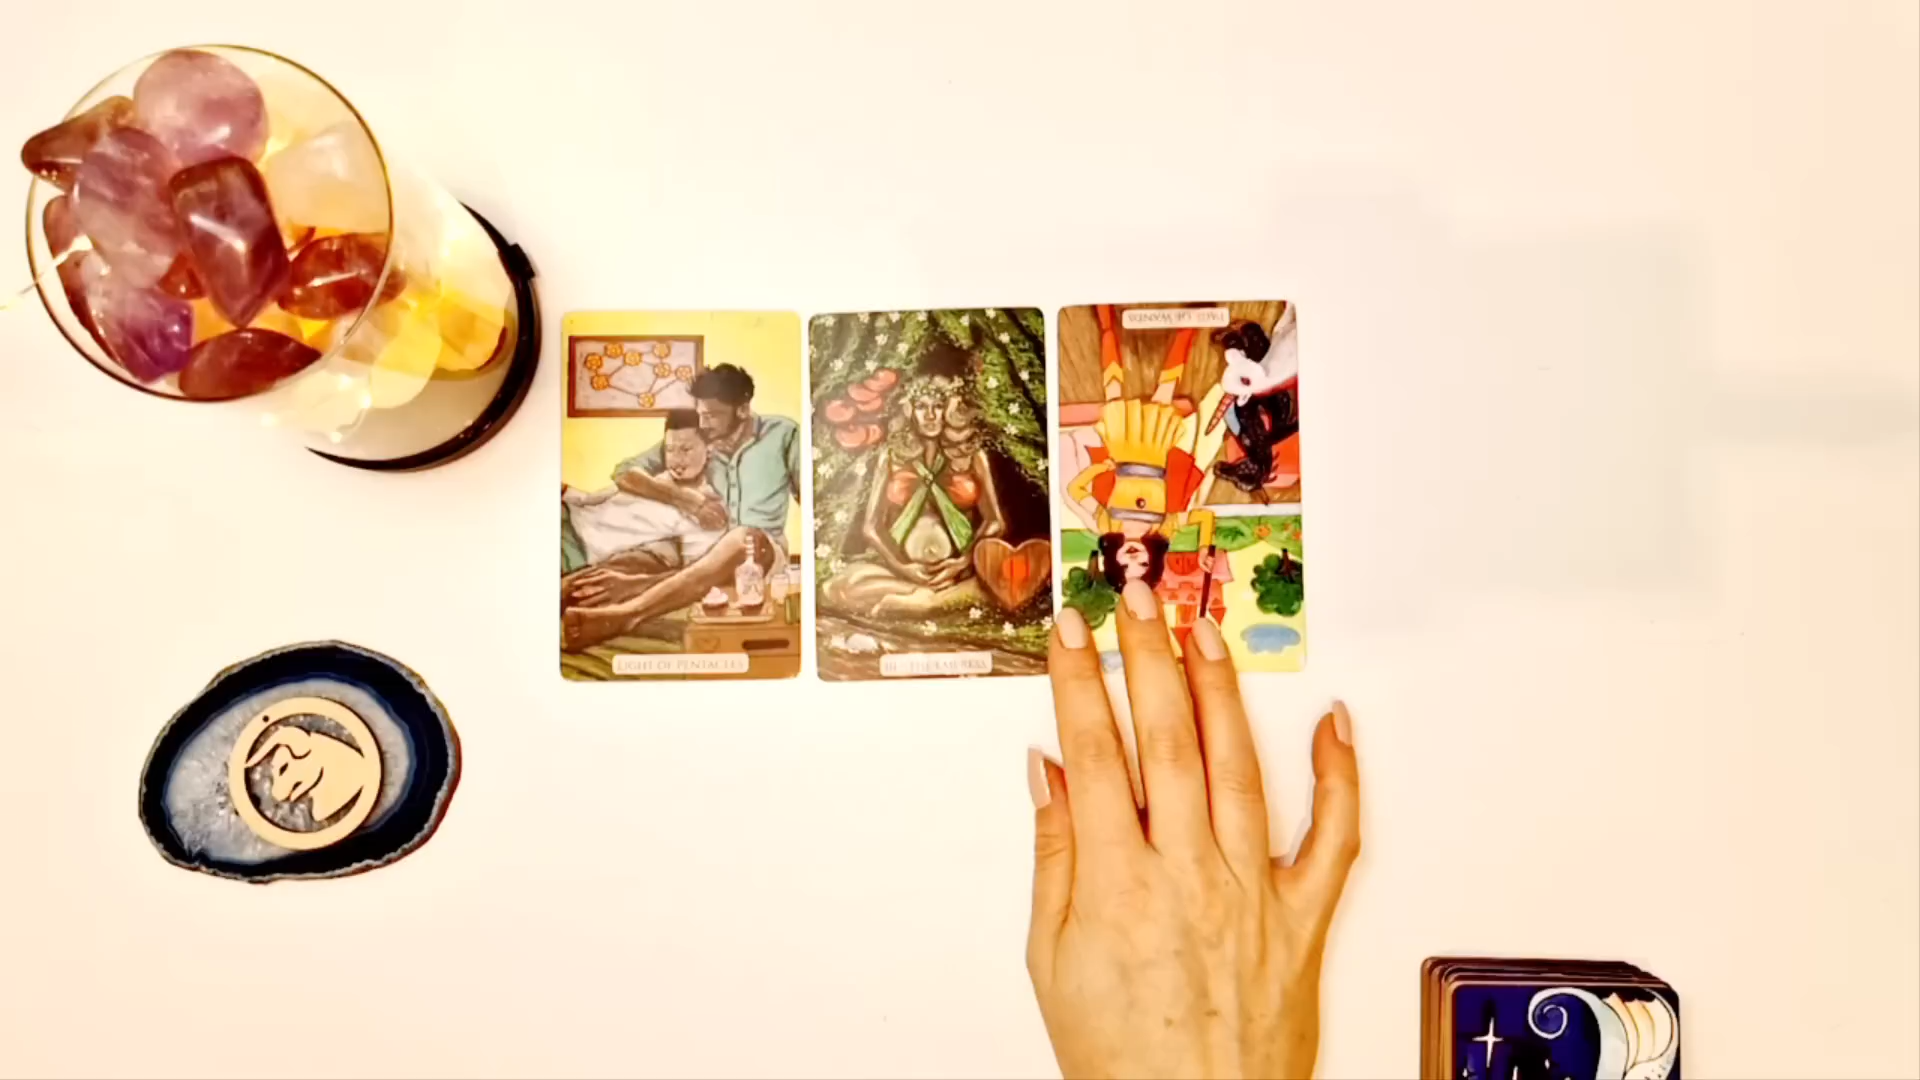 EIGHT OF PENTACLES
III - THE EMPRESS
PAGE OF WANDS